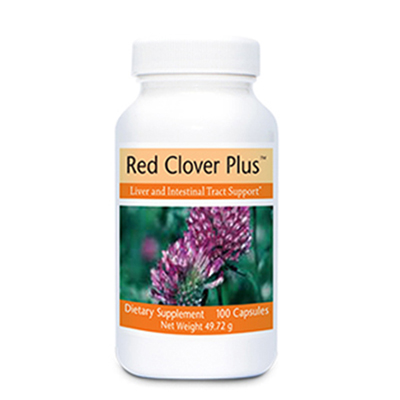 Red Clover Plus™
Liver and Intestinal Tract Support*
Dietary Supplement 100 Capsules
Net Weight 49.72 g